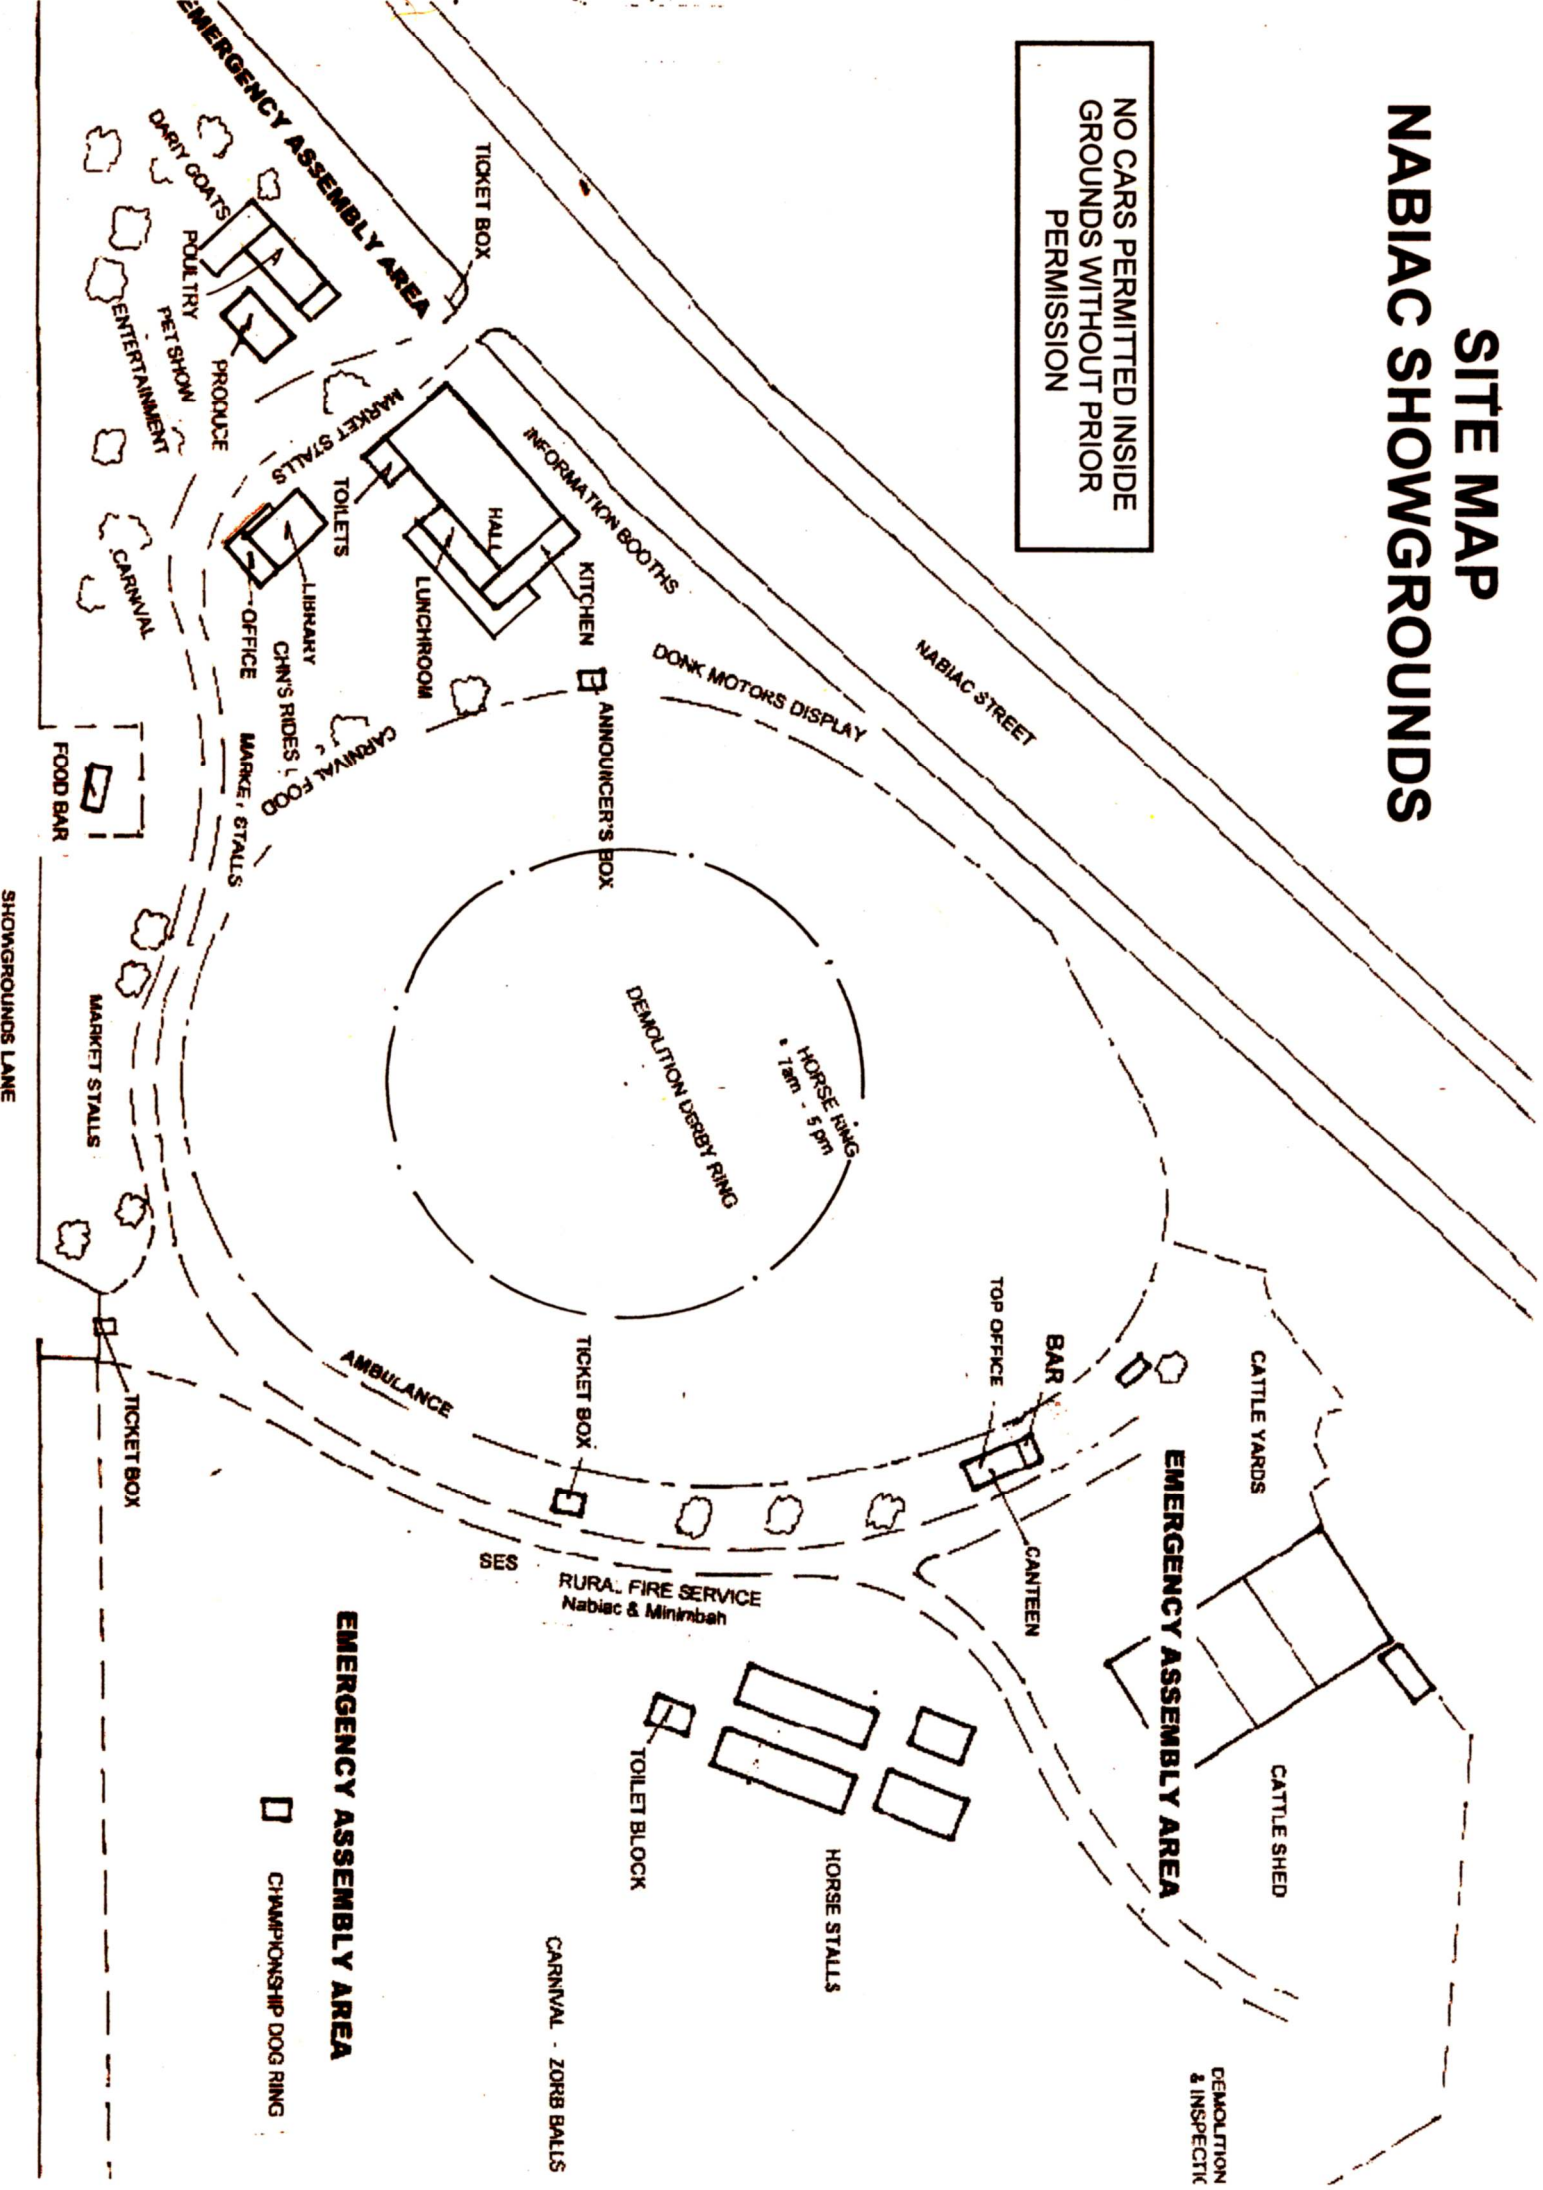 SITE MAP
NABIAC SHOWGROUNDS
NO CARS PERMITTED INSIDE
GROUNDS WITHOUT PRIOR
PERMISSION
NABIAC STREET
TICKET BOX
EMERGENCY ASSEMBLY AREA
DARIY GOATS
POULTRY
PET SHOW
ENTERTAINMENT
PRODUCE
MARKET STALLS
TOILETS
INFORMATION BOOTHS
HALL
KITCHEN
LUNCHROOM
LIBRARY
OFFICE
CARNIVAL
CHN'S RIDES
CARNIVAL FOOD
MARKET STALLS
ANNOUNCER'S BOX
DONK MOTORS DISPLAY
FOOD BAR
SHOWGROUNDS LANE
MARKET STALLS
HORSE RING
7am - 5pm
DEMOLITION DERBY RING
CATTLE YARDS
BAR
TOP OFFICE
CANTEEN
TICKET BOX
AMBULANCE
TICKET BOX
EMERGENCY ASSEMBLY AREA
SES
RURAL FIRE SERVICE
Nabiac & Minimbah
CATTLE SHED
TOILET BLOCK
HORSE STALLS
EMERGENCY ASSEMBLY AREA
CHAMPIONSHIP DOG RING
CARNIVAL - ZORB BALLS
DEMOLITION
& INSPECTI